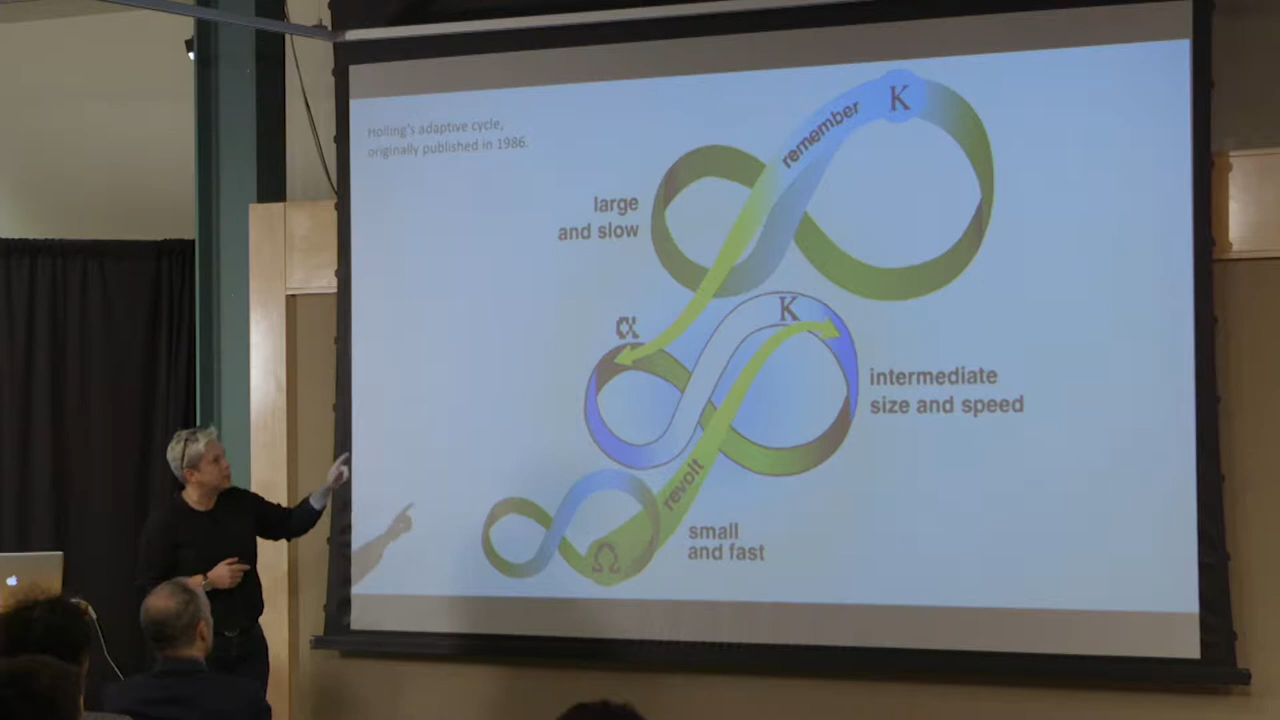 Holling's adaptive cycle,
originally published in 1986.
K
remember
large
and slow
α
K
intermediate
size and speed
revolt
small
and fast
Ω